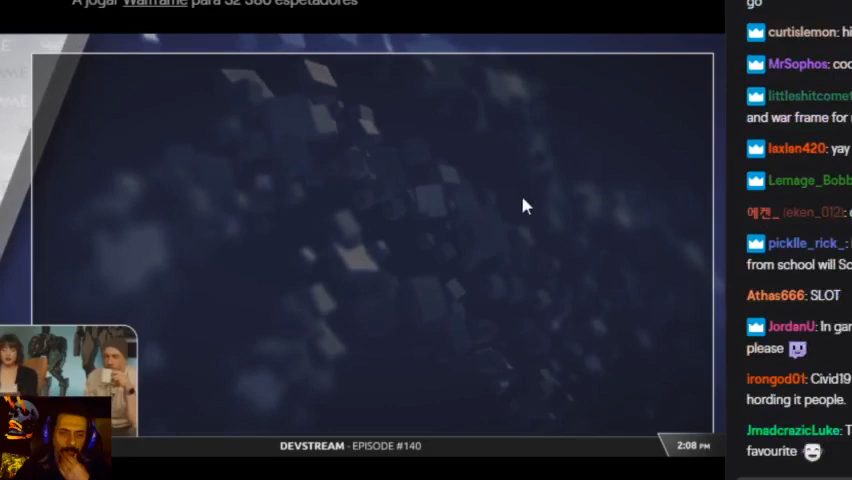 A jogar Warframe para 32 380 espetadores
go
curtislemon: hi
MrSophos: coo
littleshitcomet
and war frame for
laxlan420: yay
Lemage_Bobb
에켄_ (eken_012):
picklle_rick_:
from school will Sc
Athas666: SLOT
JordanU: In gar
please
irongod01: Civid19
hording it people.
JmadcrazicLuke: T
favourite
DEVSTREAM - EPISODE #140
2:08 PM